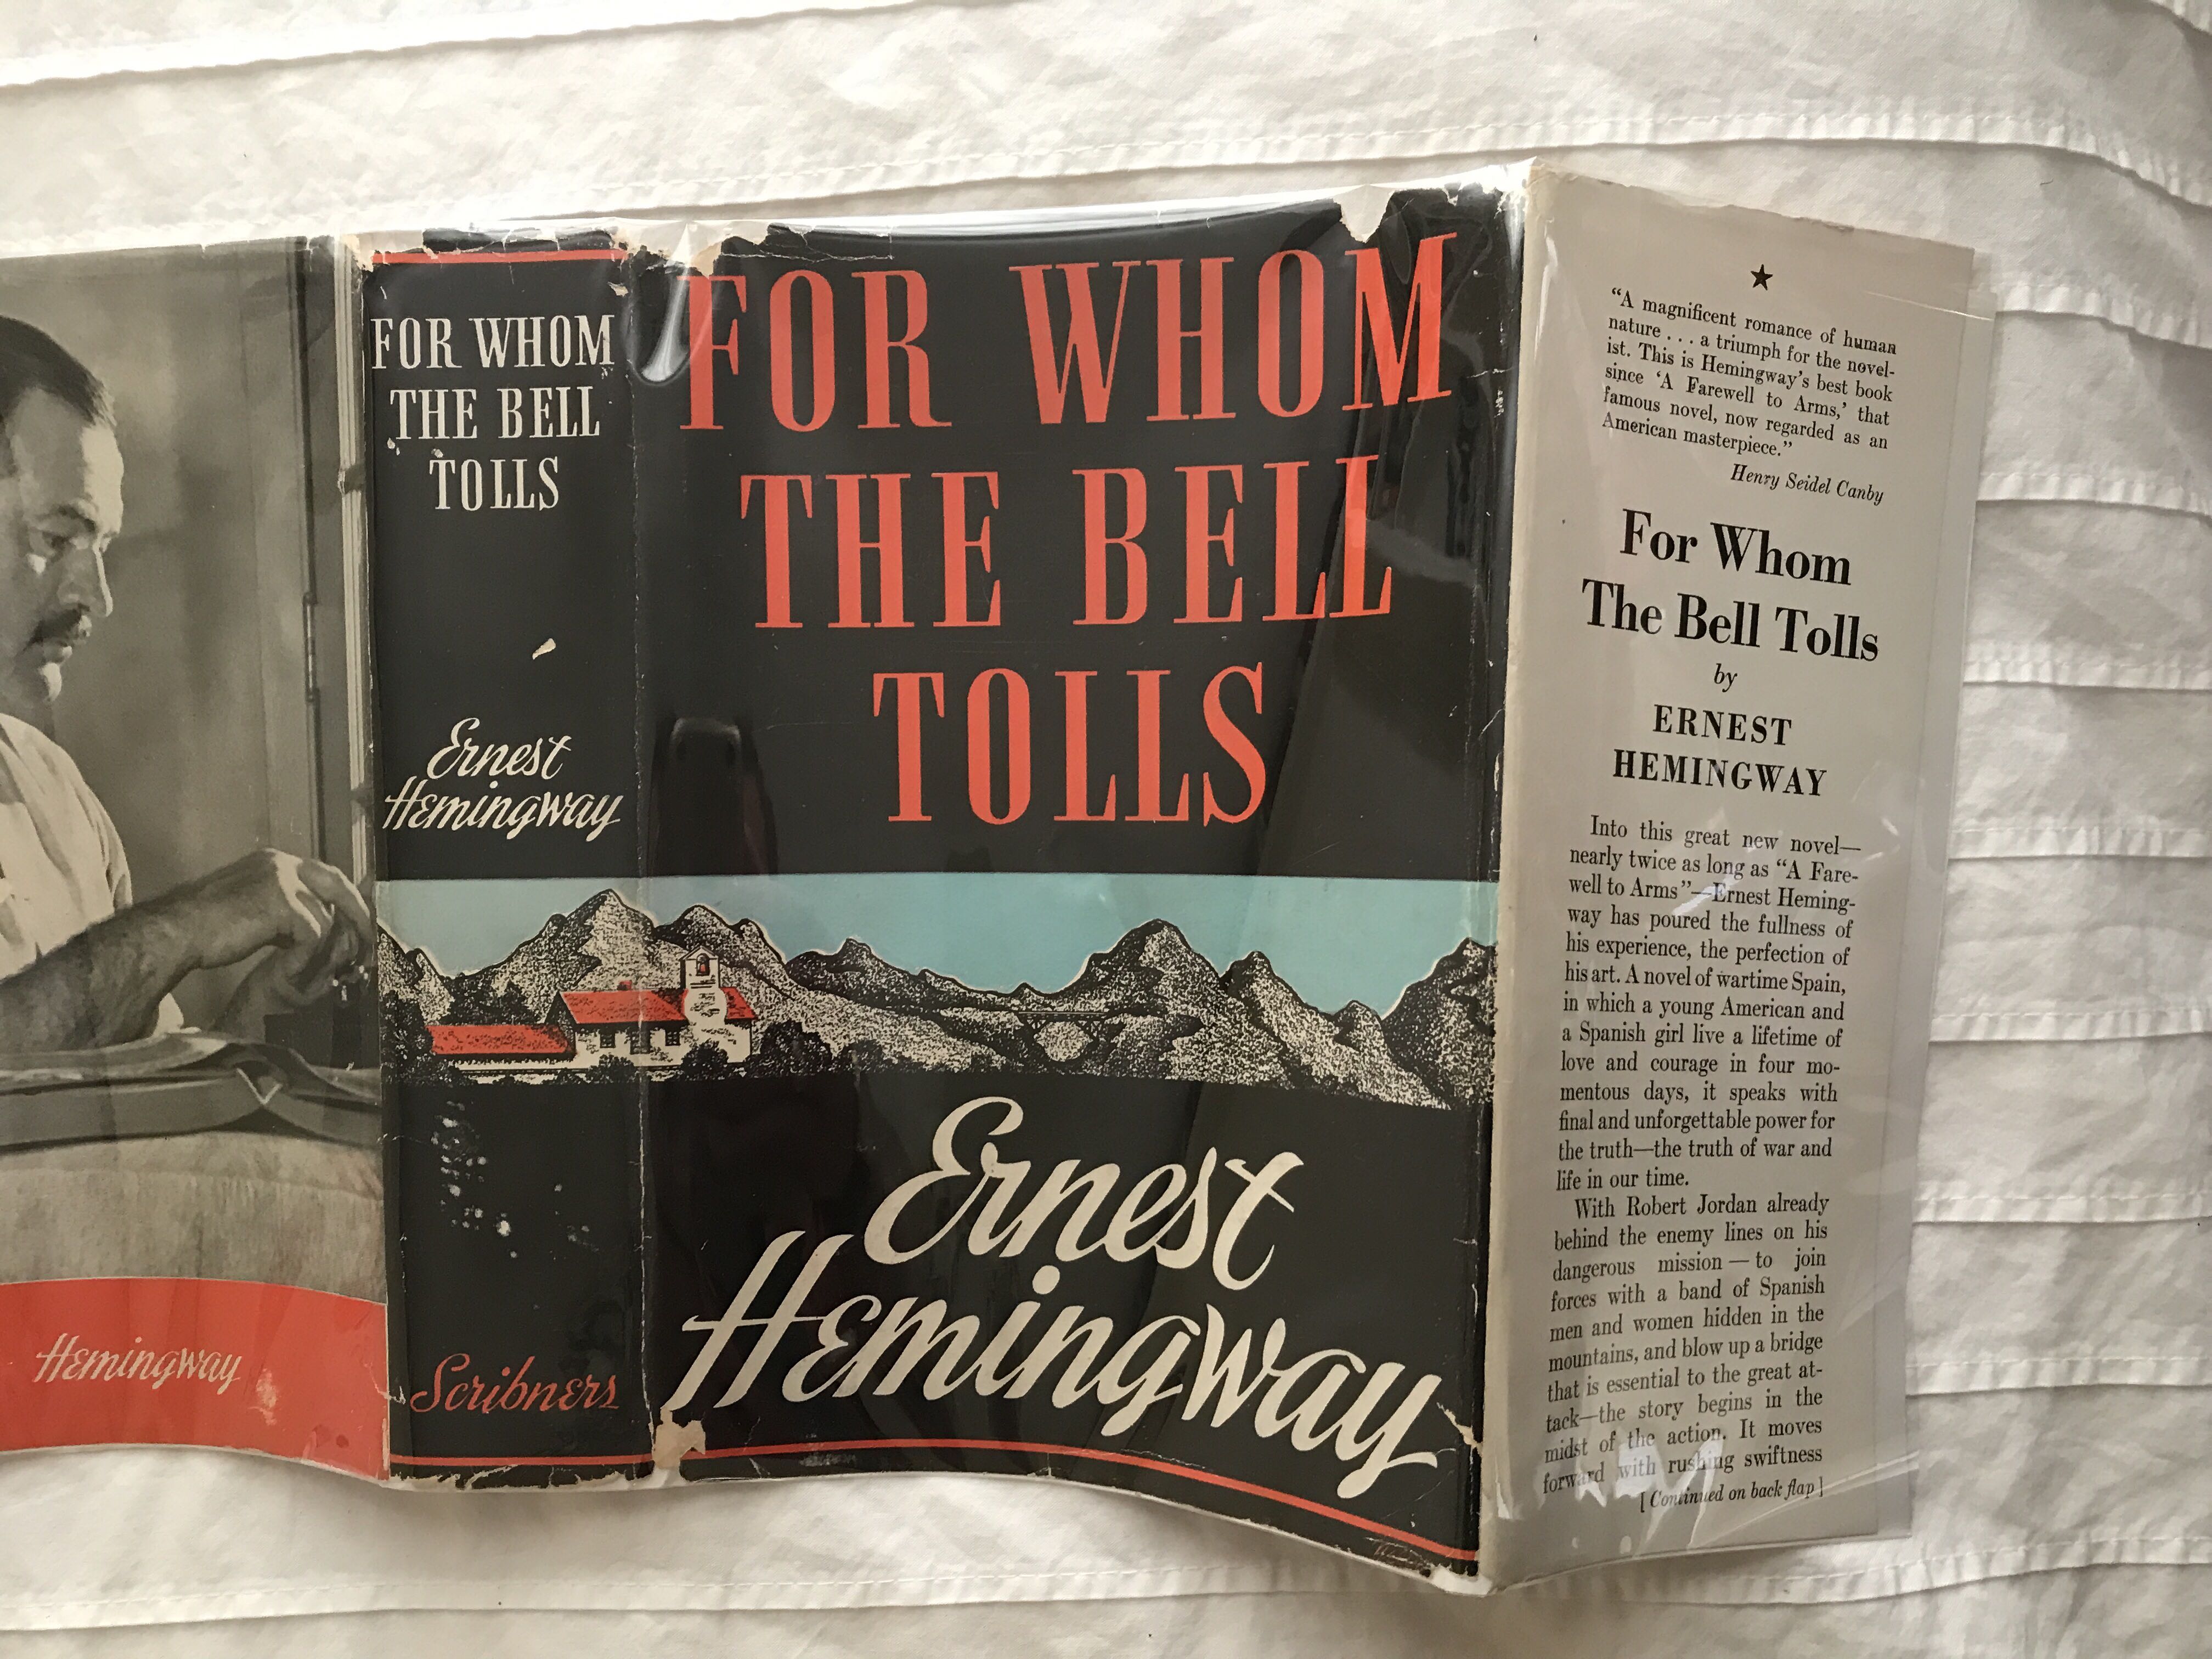 Hemingway
FOR WHOM
THE BELL
TOLLS
Ernest
Hemingway
Scribners
FOR WHOM
THE BELL
TOLLS
Ernest
Hemingway
★
“A magnificent romance of human
nature . . . a triumph for the novel-
ist. This is Hemingway’s best book
since ‘A Farewell to Arms,’ that
famous novel, now regarded as an
American masterpiece.”
Henry Seidel Canby
For Whom
The Bell Tolls
by
ERNEST
HEMINGWAY
Into this great new novel—
nearly twice as long as “A Fare-
well to Arms”—Ernest Heming-
way has poured the fullness of
his experience, the perfection of
his art. A novel of wartime Spain,
in which a young American and
a Spanish girl live a lifetime of
love and courage in four mo-
mentous days, it speaks with
final and unforgettable power for
the truth—the truth of war and
life in our time.
With Robert Jordan already
behind the enemy lines on his
dangerous mission — to join
forces with a band of Spanish
men and women hidden in the
mountains, and blow up a bridge
that is essential to the great at-
tack—the story begins in the
midst of the action. It moves
forward with rushing swiftness
[ Continued on back flap ]